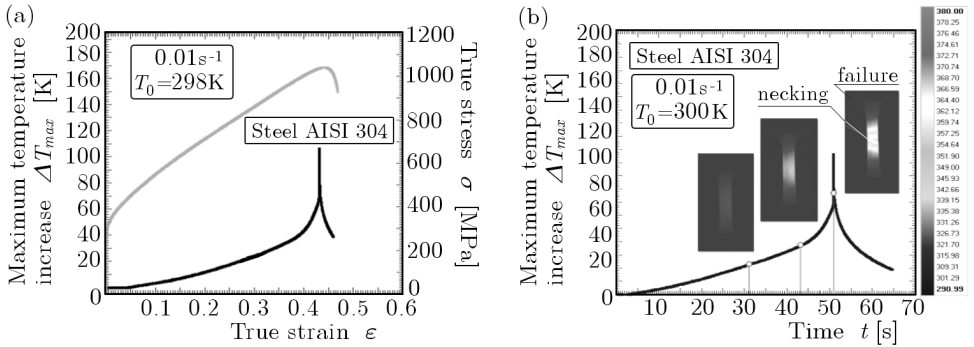 (a)
Maximum temperature
increase ΔTmax [K]
200
180
160
140
120
100
80
60
40
20
0
0.01s⁻¹
T₀=298K
Steel AISI 304
1200
1000
800
600
400
200
0
True stress σ [MPa]
0.1 0.2 0.3 0.4 0.5 0.6
True strain ε
(b)
Maximum temperature
increase ΔTmax [K]
200
180
160
140
120
100
80
60
40
20
0
Steel AISI 304
0.01s⁻¹
T₀=300K
failure
necking
10 20 30 40 50 60 70
Time t [s]
380.00
378.25
376.46
374.61
372.71
370.74
368.70
366.59
364.40
362.12
359.74
357.25
354.64
351.90
349.00
345.93
342.66
339.16
335.38
331.27
326.73
321.70
315.98
309.30
301.29
290.99